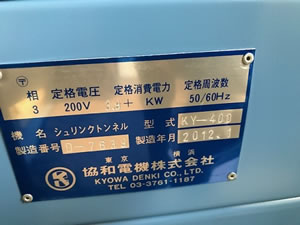 〒 相 定格電圧 定格消費電力 定格周波数
3 200V KW 50/60Hz
機名 シュリンクトンネル 型式 KY-400
製造番号 製造年月 2012.1
東京 横浜
協和電機株式会社
KYOWA DENKI CO., LTD.
TEL 03-3761-1187